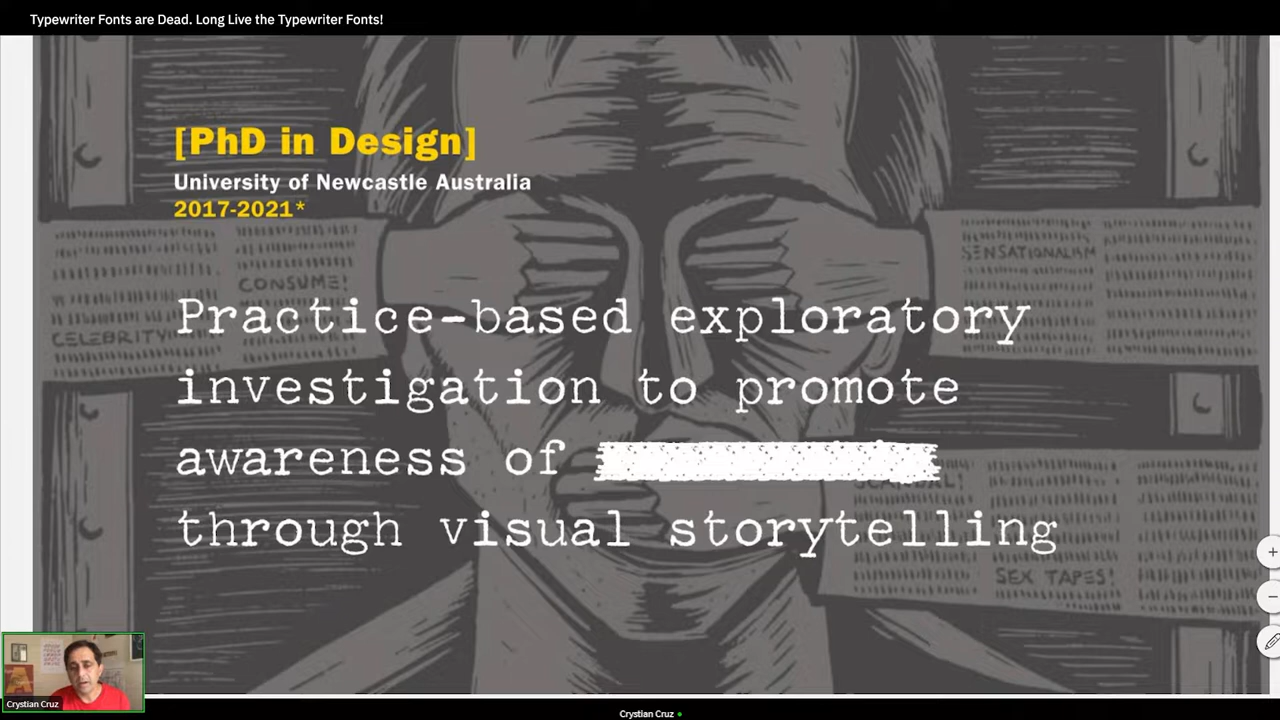 Typewriter Fonts are Dead. Long Live the Typewriter Fonts!
[PhD in Design]
University of Newcastle Australia
2017-2021*
CONSUME!
CELEBRITY
SENSATIONALISM
Practice-based exploratory
investigation to promote
awareness of
through visual storytelling
SCANDAL!
SEX TAPES!
Crystian Cruz
Crystian Cruz